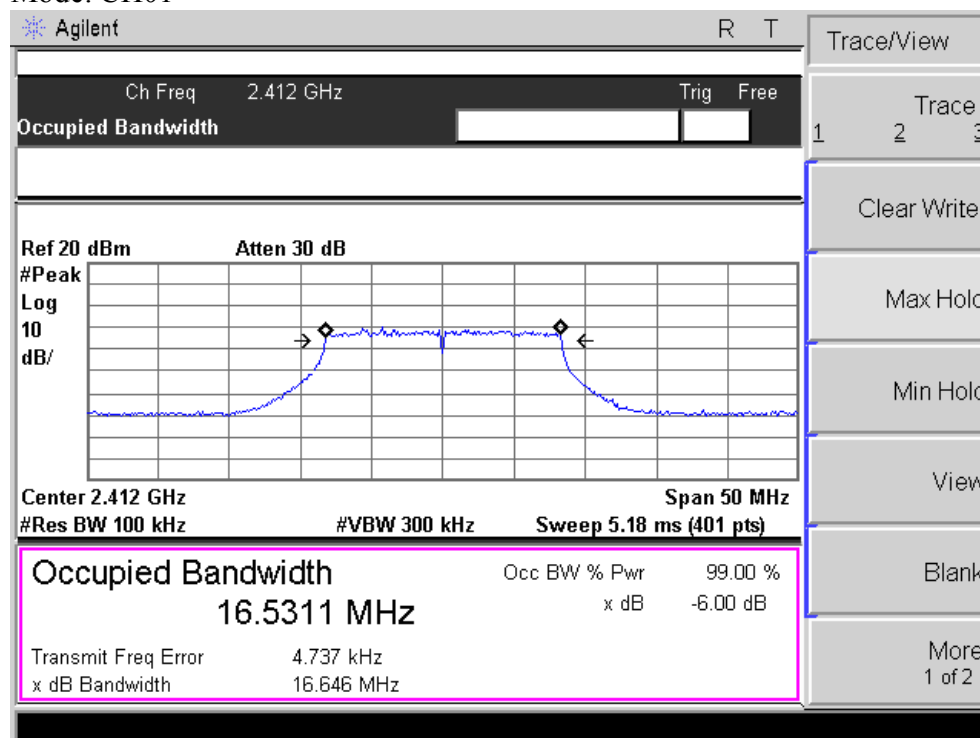 Agilent R T
Trace/View
Ch Freq 2.412 GHz Trig Free
Occupied Bandwidth
Trace
1 2 3
Clear Write
Ref 20 dBm Atten 30 dB
#Peak
Log
10
dB/
Max Hold
Min Hold
View
Center 2.412 GHz Span 50 MHz
#Res BW 100 kHz #VBW 300 kHz Sweep 5.18 ms (401 pts)
Occupied Bandwidth Occ BW % Pwr 99.00 %
16.5311 MHz x dB -6.00 dB
Blank
Transmit Freq Error 4.737 kHz
x dB Bandwidth 16.646 MHz
More
1 of 2